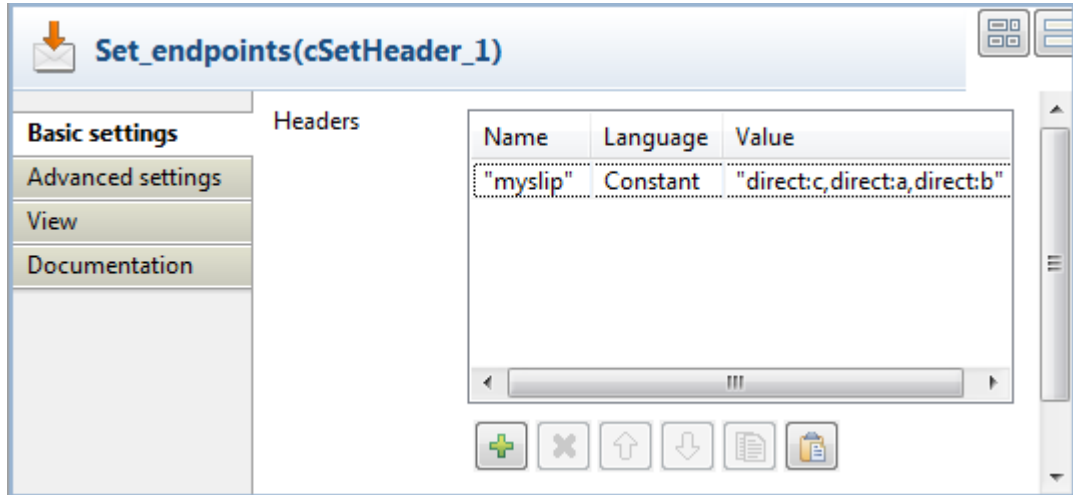 Set_endpoints(cSetHeader_1)
Basic settings
Advanced settings
View
Documentation
Headers
Name Language Value
"myslip" Constant "direct:c,direct:a,direct:b"